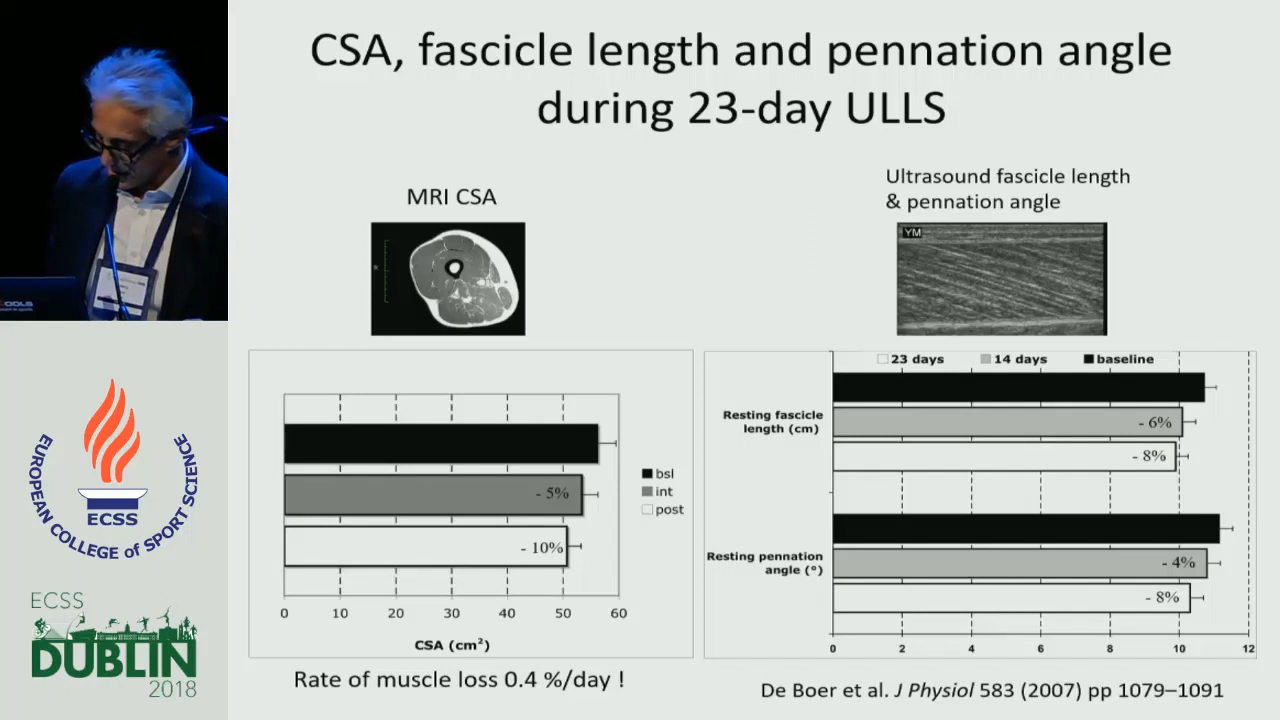 CSA, fascicle length and pennation angle
during 23-day ULLS
MRI CSA
Ultrasound fascicle length
& pennation angle
YM
- 5%
- 10%
bsl
int
post
0 10 20 30 40 50 60
CSA (cm²)
Rate of muscle loss 0.4 %/day !
23 days 14 days baseline
Resting fascicle
length (cm)
- 6%
- 8%
Resting pennation
angle (°)
- 4%
- 8%
0 2 4 6 8 10 12
De Boer et al. J Physiol 583 (2007) pp 1079–1091
EUROPEAN COLLEGE of SPORT SCIENCE
ECSS
ECSS
DUBLIN
2018